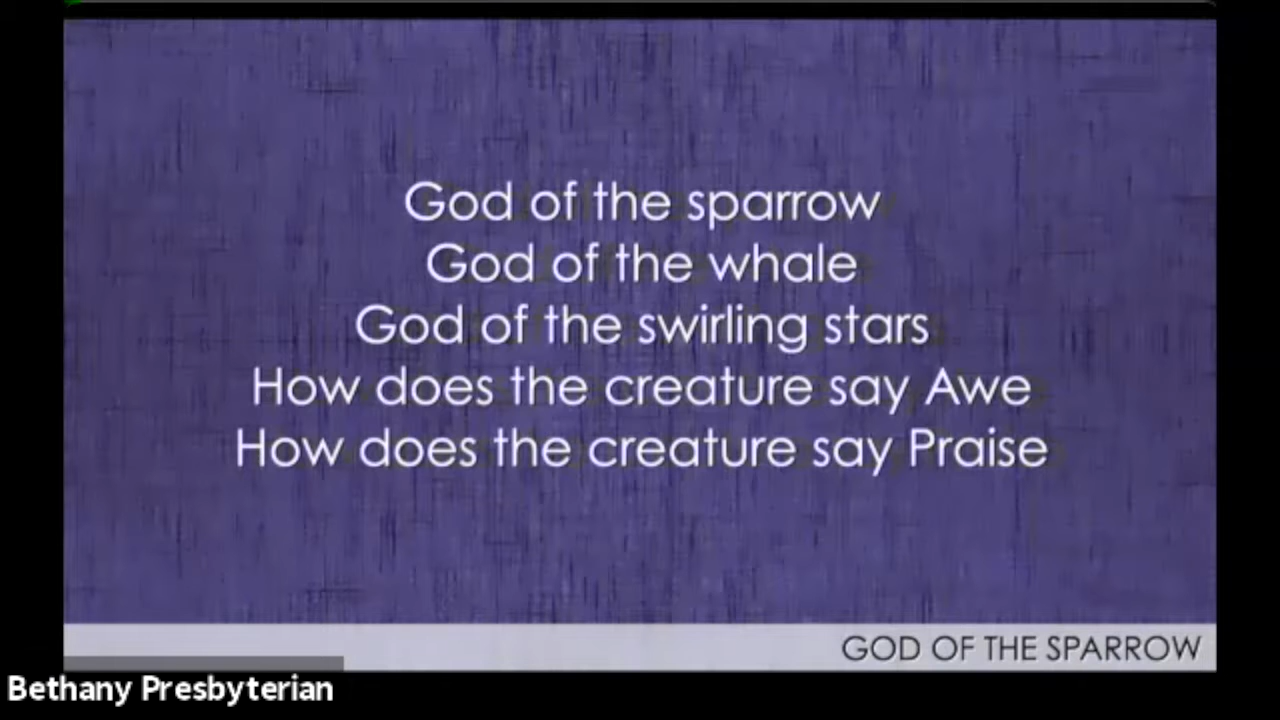 God of the sparrow
God of the whale
God of the swirling stars
How does the creature say Awe
How does the creature say Praise
GOD OF THE SPARROW
Bethany Presbyterian